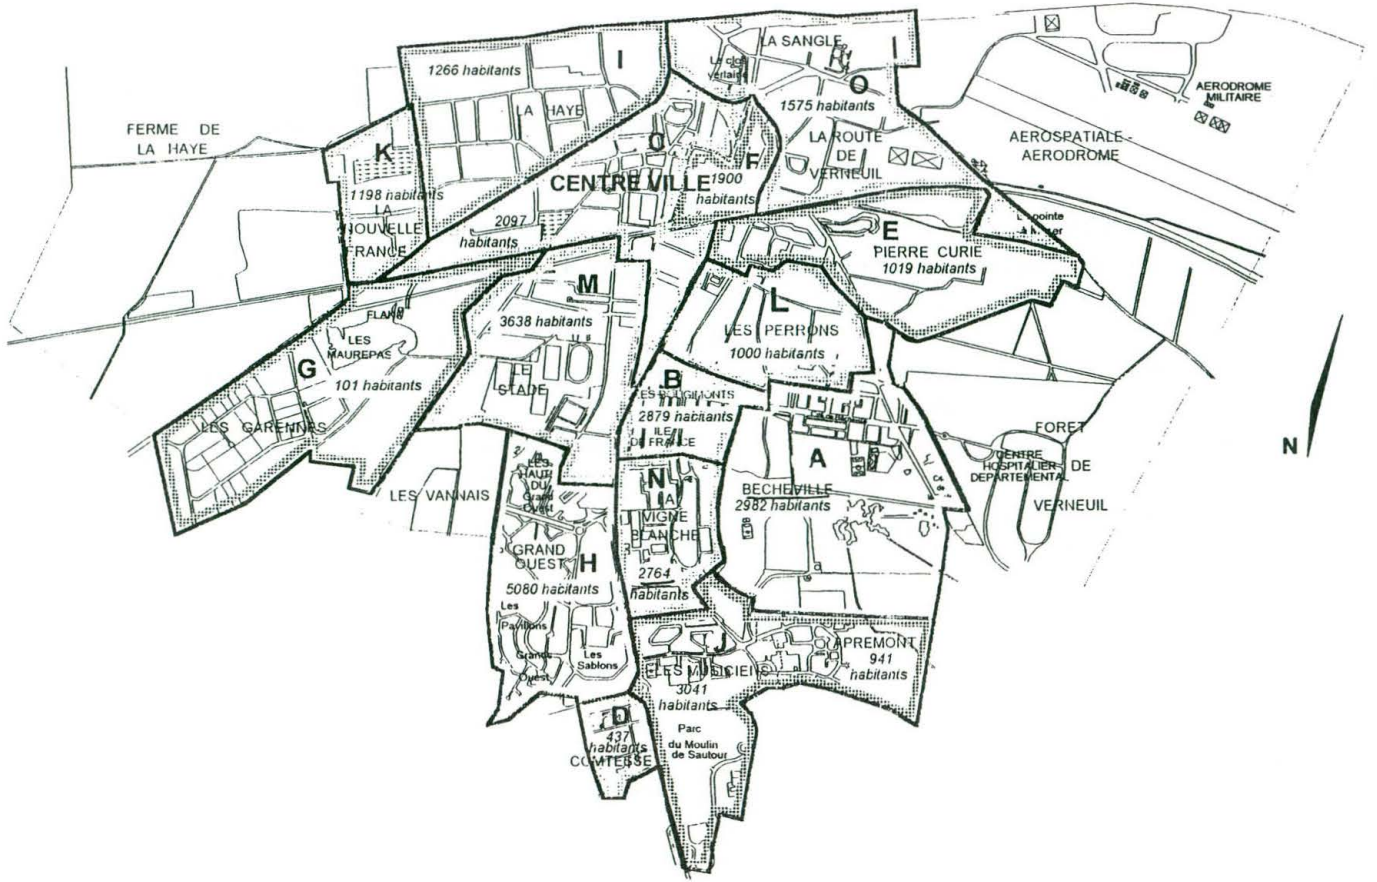 I
1266 habitants
LA HAYE
LA SANGLE
Le clos
verlaine
O
1575 habitants
LA ROUTE
DE
VERNEUIL
AERODROME
MILITAIRE
AEROSPATIALE -
AERODROME
FERME DE
LA HAYE
K
1198 habitants
LA
NOUVELLE
FRANCE
C
CENTRE VILLE
2097
habitants
F
1900
habitants
E
PIERRE CURIE
1019 habitants
pointe
M
3638 habitants
LE
STADE
L
LES PERRONS
1000 habitants
LES
MAUREPAS
G
101 habitants
LES GARENNES
B
2879 habitants
ILE
DE FRANCE
A
BECHEVILLE
2982 habitants
FORET
DE
VERNEUIL
CENTRE
HOSPITALIER
DEPARTEMENTAL
N
LES VANNAIS
LES
HAUTS
DU
Grand
Ouest
GRAND
OUEST
H
5080 habitants
Les
Pavillons
Grands
Ouest
Les
Sablons
N
LA
VIGNE
BLANCHE
2764
habitants
J
LES MUSICIENS
3041
habitants
APREMONT
941
habitants
Parc
du Moulin
de Sautour
D
437
habitants
COMTESSE